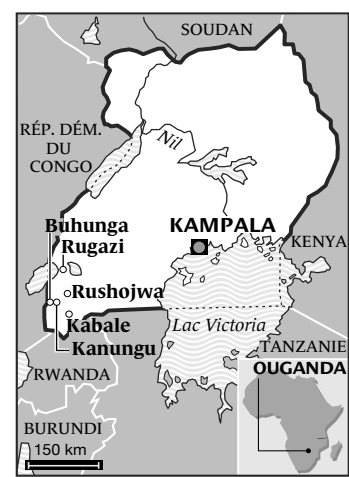 SOUDAN
RÉP. DÉM.
DU
CONGO
Nil
Buhunga
Rugazi
KAMPALA
KENYA
Rushojwa
Kabale
Kanungu
Lac Victoria
TANZANIE
RWANDA
OUGANDA
BURUNDI
150 km